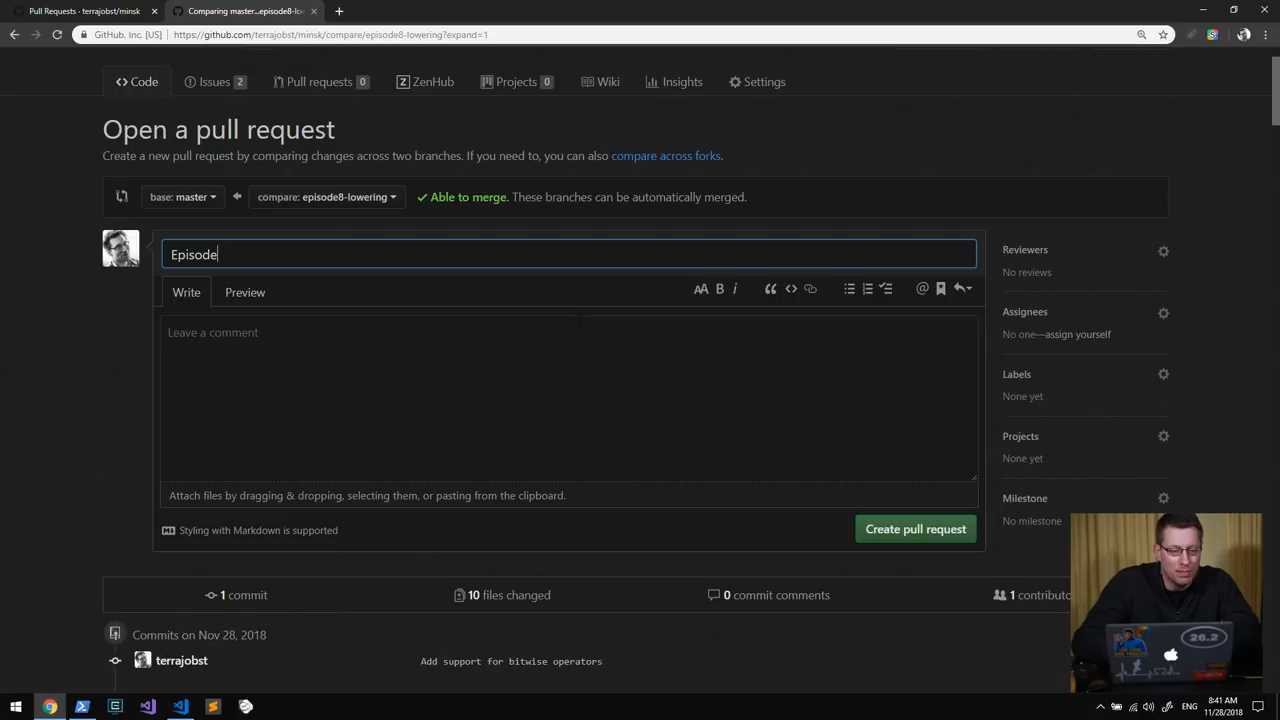 Pull Requests · terrajobst/minsk
Comparing master...episode8-lo
GitHub, Inc. [US]
https://github.com/terrajobst/minsk/compare/episode8-lowering?expand=1
Code
Issues 2
Pull requests 0
ZenHub
Projects 0
Wiki
Insights
Settings
Open a pull request
Create a new pull request by comparing changes across two branches. If you need to, you can also compare across forks.
base: master
compare: episode8-lowering
Able to merge. These branches can be automatically merged.
Episode
Write
Preview
Leave a comment
Attach files by dragging & dropping, selecting them, or pasting from the clipboard.
Styling with Markdown is supported
Create pull request
Reviewers
No reviews
Assignees
No one—assign yourself
Labels
None yet
Projects
None yet
Milestone
No milestone
1 commit
10 files changed
0 commit comments
1 contributo
Commits on Nov 28, 2018
terrajobst
Add support for bitwise operators
26.2
ENG
8:41 AM
11/28/2018